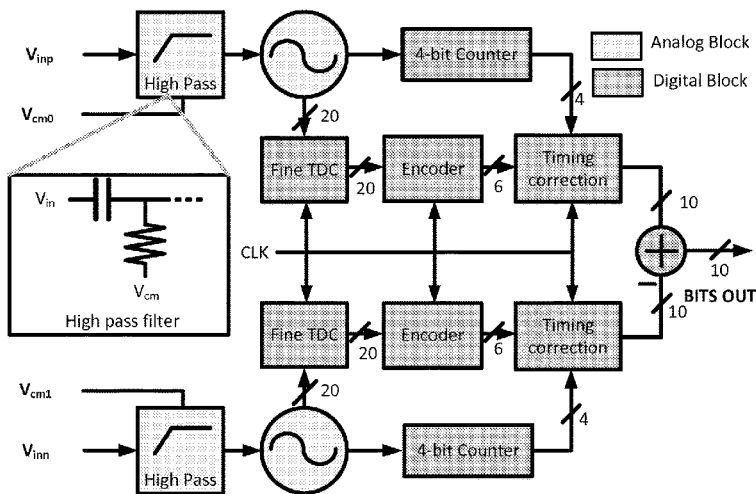 V_inp
High Pass
V_cm0
4-bit Counter
Analog Block
Digital Block
20
4
Fine TDC
20
Encoder
6
Timing
correction
10
V_in
V_cm
High pass filter
CLK
10
BITS OUT
10
Fine TDC
20
Encoder
6
Timing
correction
20
4
V_cm1
V_inn
High Pass
4-bit Counter